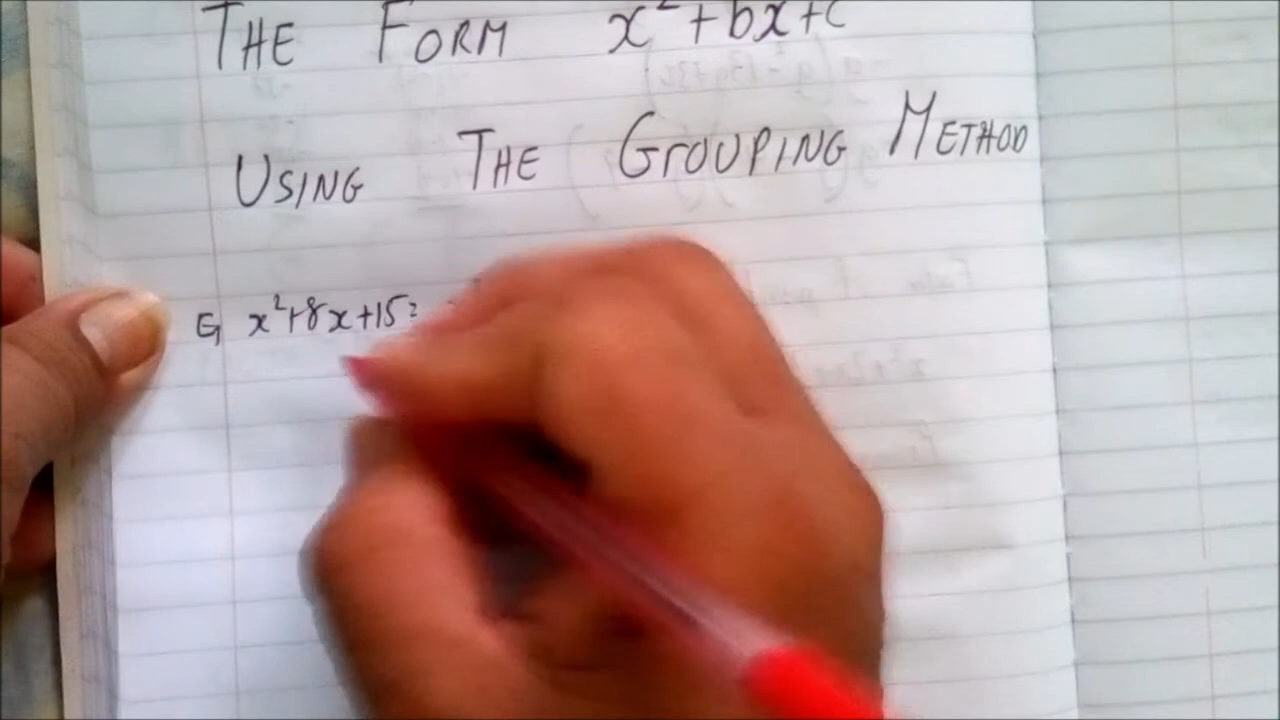 THE FORM x²+bx+c
USING THE GROUPING METHOD
Eg x²+8x+15=